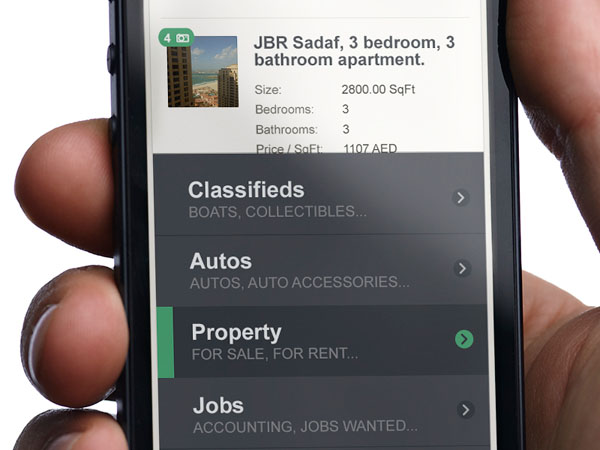 4
JBR Sadaf, 3 bedroom, 3
bathroom apartment.
Size: 2800.00 SqFt
Bedrooms: 3
Bathrooms: 3
Price / SqFt: 1107 AED
Classifieds
BOATS, COLLECTIBLES...
Autos
AUTOS, AUTO ACCESSORIES...
Property
FOR SALE, FOR RENT...
Jobs
ACCOUNTING, JOBS WANTED...